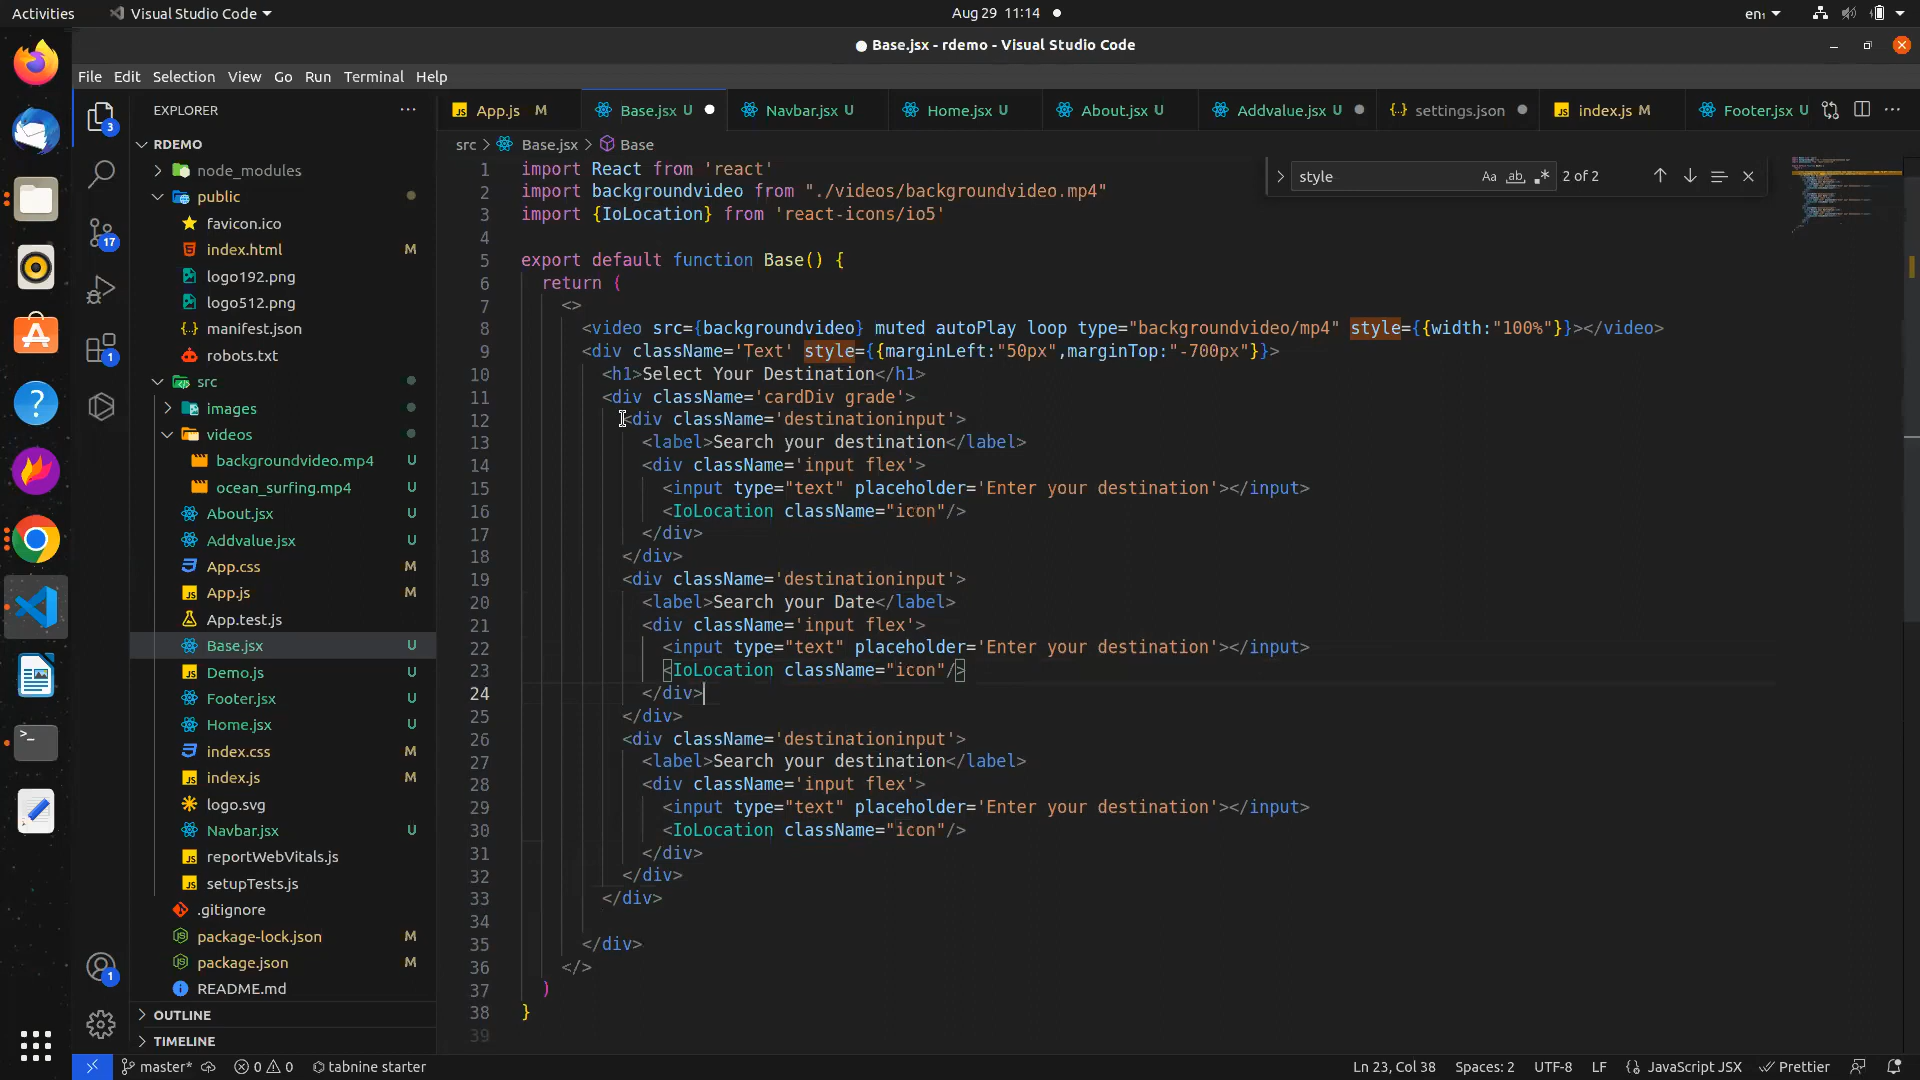 Activities
Visual Studio Code
Aug 29 11:14
en₁
Base.jsx - rdemo - Visual Studio Code
File Edit Selection View Go Run Terminal Help
EXPLORER
App.js M
Base.jsx U
Navbar.jsx U
Home.jsx U
About.jsx U
Addvalue.jsx U
settings.json
index.js M
Footer.jsx U
src > Base.jsx > Base
style
Aa ab .* 2 of 2
3
17
1
1
RDEMO
node_modules
public
favicon.ico
index.html M
logo192.png
logo512.png
manifest.json
robots.txt
src
images
videos
backgroundvideo.mp4 U
ocean_surfing.mp4 U
About.jsx U
Addvalue.jsx U
App.css M
App.js M
App.test.js
Base.jsx U
Demo.js U
Footer.jsx U
Home.jsx U
index.css M
index.js M
logo.svg
Navbar.jsx U
reportWebVitals.js
setupTests.js
.gitignore
package-lock.json M
package.json M
README.md
OUTLINE
TIMELINE
1 import React from 'react'
2 import backgroundvideo from "./videos/backgroundvideo.mp4"
3 import {IoLocation} from 'react-icons/io5'
4
5 export default function Base() {
6 return (
7 <>
8 <video src={backgroundvideo} muted autoPlay loop type="backgroundvideo/mp4" style={{width:"100%"}}></video>
9 <div className='Text' style={{marginLeft:"50px",marginTop:"-700px"}}>
10 <h1>Select Your Destination</h1>
11 <div className='cardDiv grade'>
12 <div className='destinationinput'>
13 <label>Search your destination</label>
14 <div className='input flex'>
15 <input type="text" placeholder='Enter your destination'></input>
16 <IoLocation className="icon"/>
17 </div>
18 </div>
19 <div className='destinationinput'>
20 <label>Search your Date</label>
21 <div className='input flex'>
22 <input type="text" placeholder='Enter your destination'></input>
23 <IoLocation className="icon"/>
24 </div>
25 </div>
26 <div className='destinationinput'>
27 <label>Search your destination</label>
28 <div className='input flex'>
29 <input type="text" placeholder='Enter your destination'></input>
30 <IoLocation className="icon"/>
31 </div>
32 </div>
33 </div>
34
35 </div>
36 </>
37 )
38 }
39
master* 0 0 tabnine starter
Ln 23, Col 38 Spaces: 2 UTF-8 LF {} JavaScript JSX Prettier